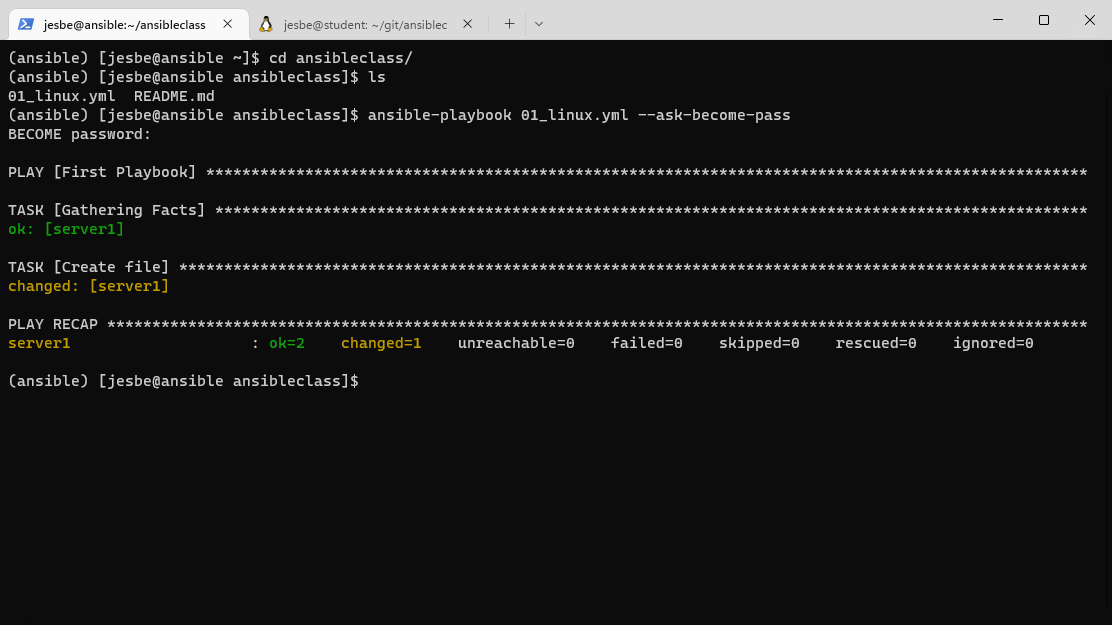 jesbe@ansible:~/ansibleclass
jesbe@student: ~/git/ansiblec
(ansible) [jesbe@ansible ~]$ cd ansibleclass/
(ansible) [jesbe@ansible ansibleclass]$ ls
01_linux.yml  README.md
(ansible) [jesbe@ansible ansibleclass]$ ansible-playbook 01_linux.yml --ask-become-pass
BECOME password:
PLAY [First Playbook] **************************************************************************************************
TASK [Gathering Facts] *************************************************************************************************
ok: [server1]
TASK [Create file] *****************************************************************************************************
changed: [server1]
PLAY RECAP *************************************************************************************************************
server1                    : ok=2    changed=1    unreachable=0    failed=0    skipped=0    rescued=0    ignored=0
(ansible) [jesbe@ansible ansibleclass]$